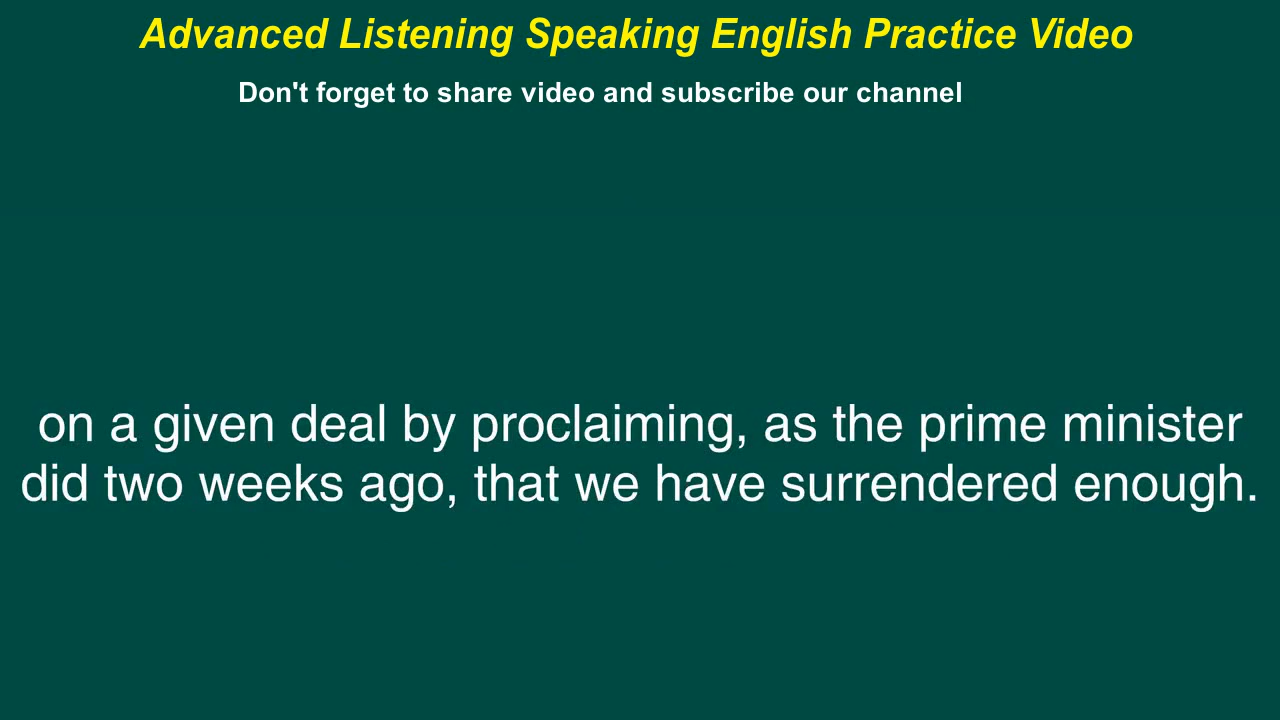 Advanced Listening Speaking English Practice Video
Don't forget to share video and subscribe our channel
on a given deal by proclaiming, as the prime minister
did two weeks ago, that we have surrendered enough.